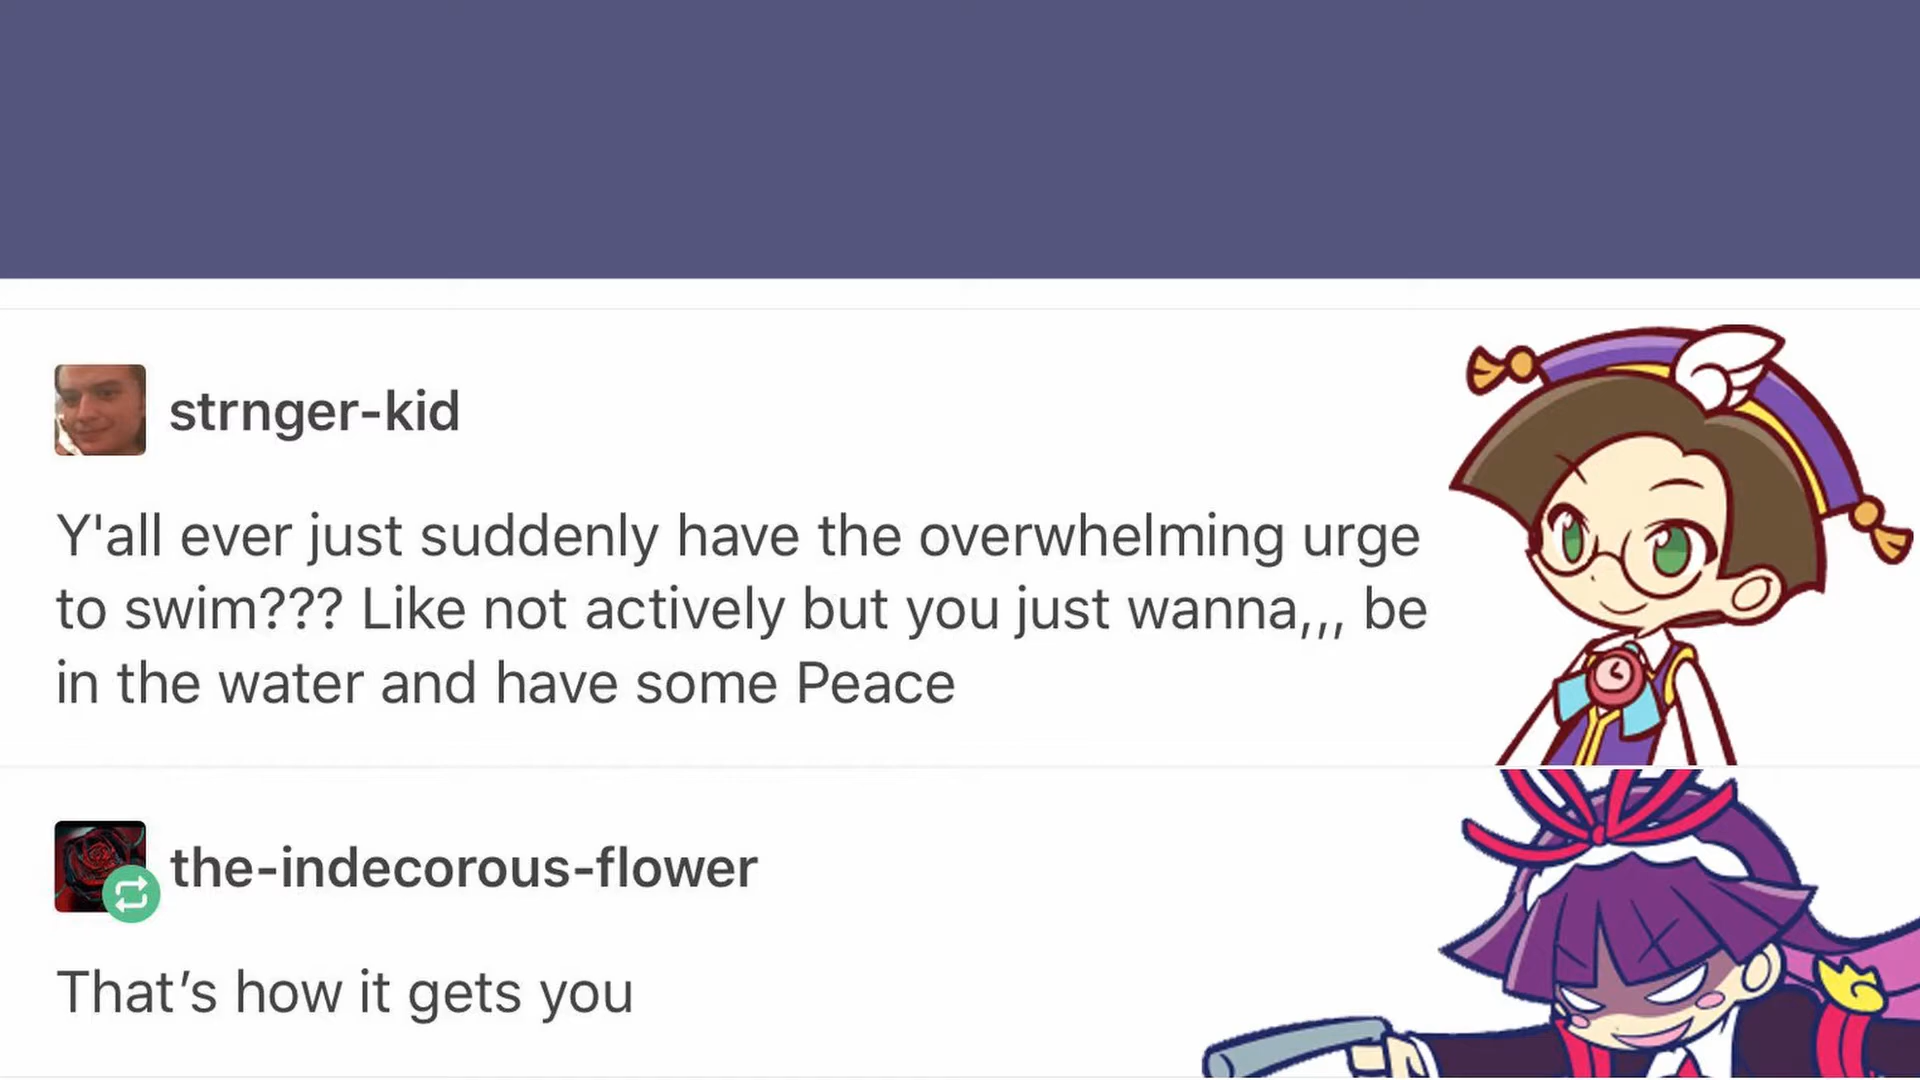 strnger-kid
Y'all ever just suddenly have the overwhelming urge
to swim??? Like not actively but you just wanna,,, be
in the water and have some Peace
the-indecorous-flower
That’s how it gets you